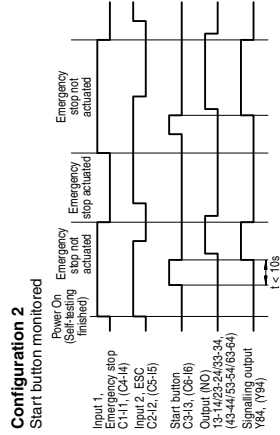 Configuration 2
Start button monitored
Power On
(Self-testing
finished)
Emergency
stop not
actuated
Emergency
stop actuated
Emergency
stop not
actuated
Input 1,
Emergency stop
C1-I1, (C4-I4)
Input 2, ESC
C2-I2, (C5-I5)
Start button
C3-I3, (C6-I6)
Output (NO)
13-14/23-24/33-34,
(43-44/53-54/63-64)
Signalling output
Y84, (Y94)
t < 10s